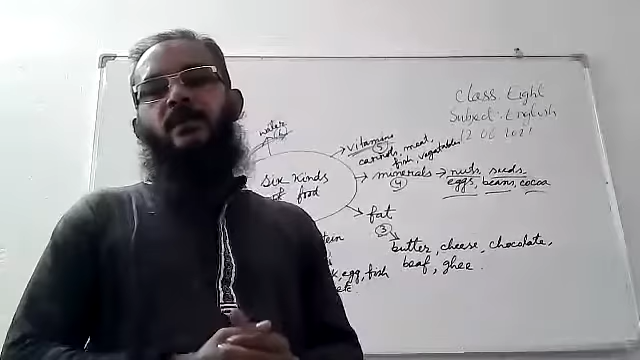 Class: Eight
Subject: English
12 06 2021
water
Six Kinds
of food
vitamins
5
carrots, meat,
fish, vegetables
minerals → nuts, seeds,
4
eggs, beans, cocoa
fat
3
butter, cheese, chocolate,
beaf, ghee.
tein
k, egg, fish
etc